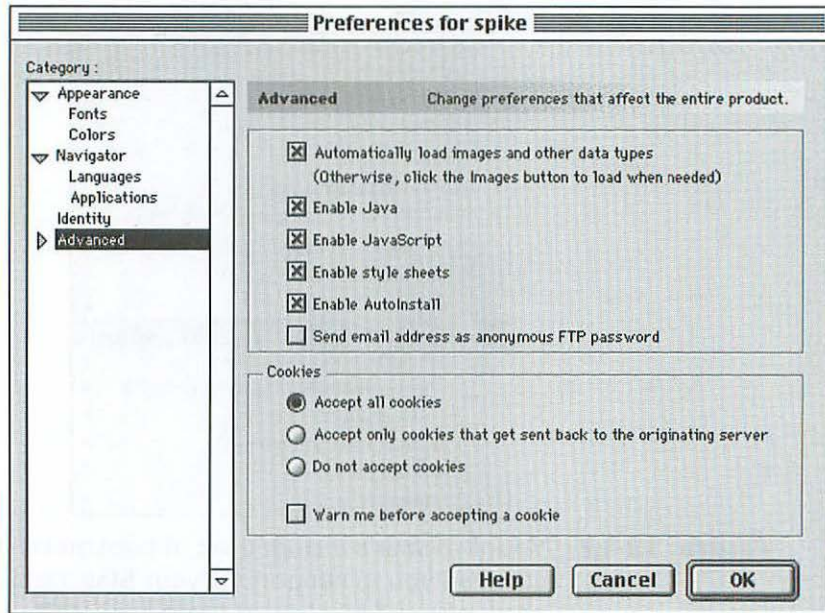 Preferences for spike
Category :
Appearance
Fonts
Colors
Navigator
Languages
Applications
Identity
Advanced
Advanced Change preferences that affect the entire product.
Automatically load images and other data types
(Otherwise, click the Images button to load when needed)
Enable Java
Enable JavaScript
Enable style sheets
Enable AutoInstall
Send email address as anonymous FTP password
Cookies
Accept all cookies
Accept only cookies that get sent back to the originating server
Do not accept cookies
Warn me before accepting a cookie
Help Cancel OK